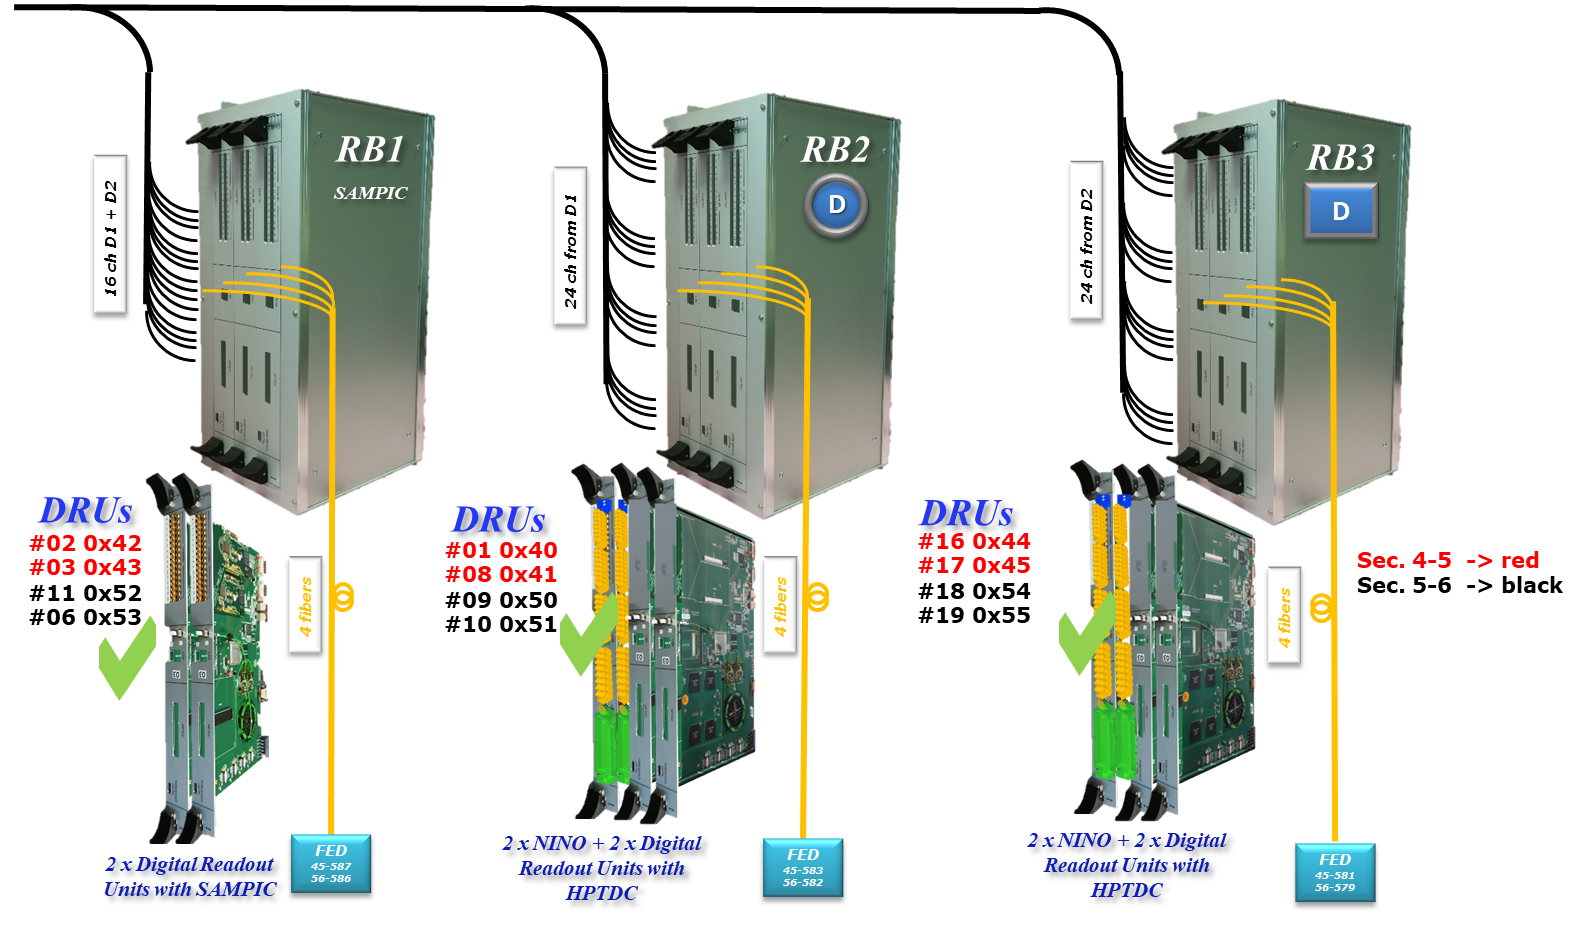 RB1
SAMPIC
16 ch D1 + D2
RB2
D
24 ch from D1
RB3
D
24 ch from D2
DRUs
#02 0x42
#03 0x43
#11 0x52
#06 0x53
4 fibers
DRUs
#01 0x40
#08 0x41
#09 0x50
#10 0x51
4 fibers
DRUs
#16 0x44
#17 0x45
#18 0x54
#19 0x55
4 fibers
Sec. 4-5 -> red
Sec. 5-6 -> black
2 x Digital Readout
Units with SAMPIC
FED
45-587
56-586
2 x NINO + 2 x Digital
Readout Units with
HPTDC
FED
45-583
56-582
2 x NINO + 2 x Digital
Readout Units with
HPTDC
FED
45-581
56-579